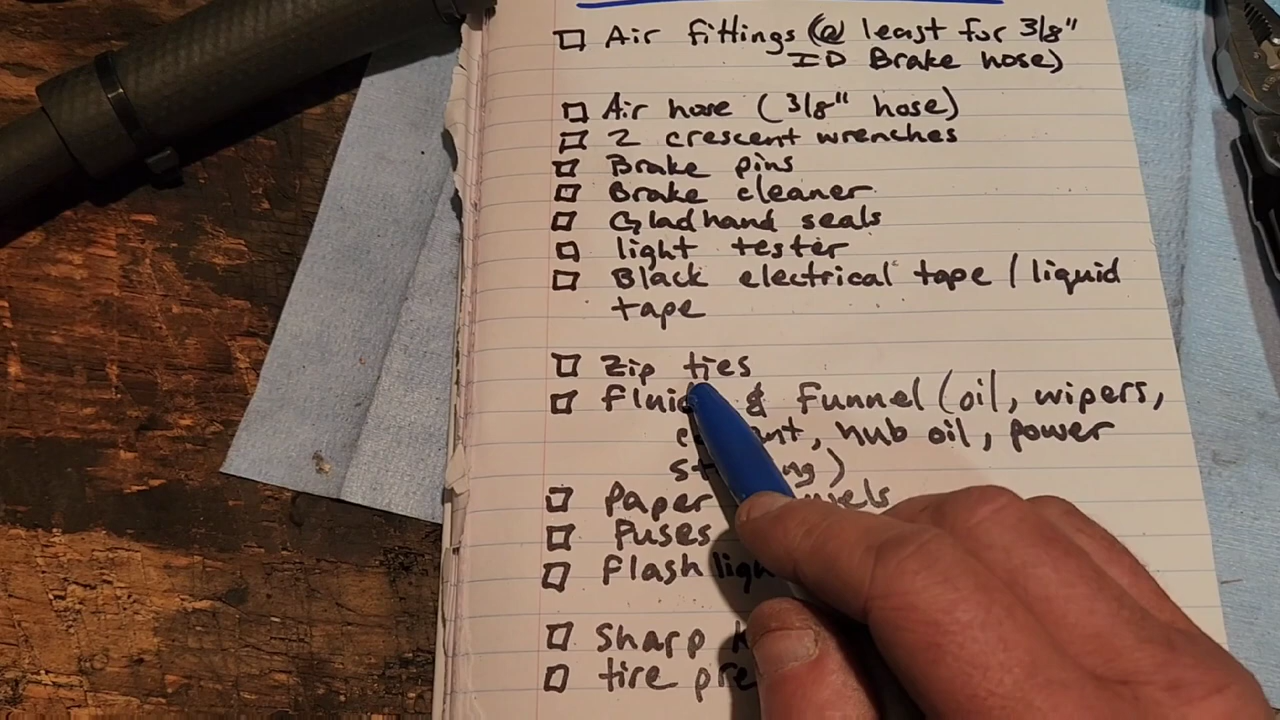 Air fittings (@ least for 3/8"
ID Brake hose)
Air hose (3/8" hose)
2 crescent wrenches
Brake pins
Brake cleaner
Gladhand seals
light tester
Black electrical tape / liquid
tape
Zip ties
& Funnel (oil, wipers,
, hub oil, power
Paper
Fuses
Sharp
tire